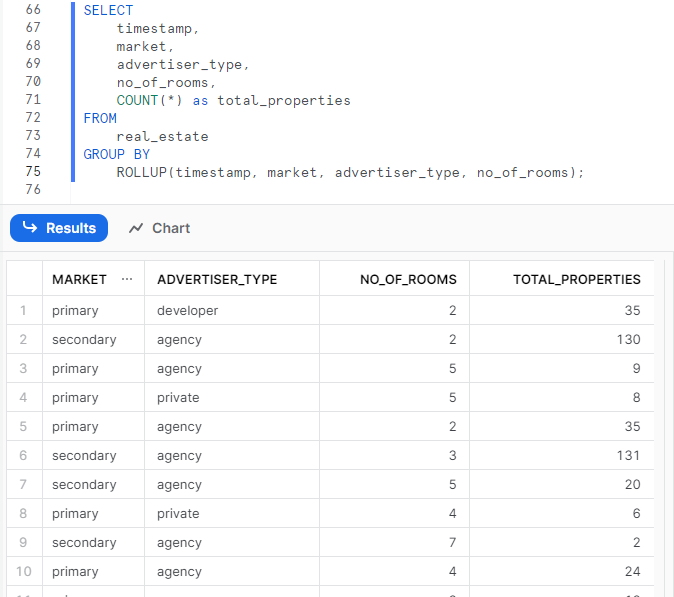 66 SELECT
67 timestamp,
68 market,
69 advertiser_type,
70 no_of_rooms,
71 COUNT(*) as total_properties
72 FROM
73 real_estate
74 GROUP BY
75 ROLLUP(timestamp, market, advertiser_type, no_of_rooms);
76
Results Chart
MARKET ··· ADVERTISER_TYPE NO_OF_ROOMS TOTAL_PROPERTIES
1 primary developer 2 35
2 secondary agency 2 130
3 primary agency 5 9
4 primary private 5 8
5 primary agency 2 35
6 secondary agency 3 131
7 secondary agency 5 20
8 primary private 4 6
9 secondary agency 7 2
10 primary agency 4 24